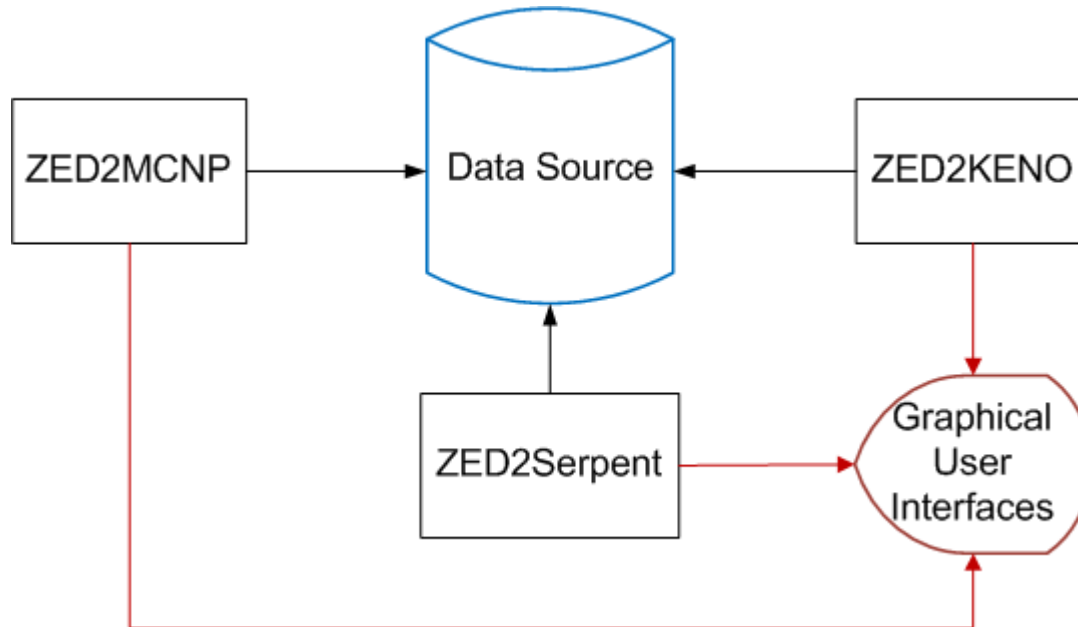 ZED2MCNP
Data Source
ZED2KENO
ZED2Serpent
Graphical
User
Interfaces